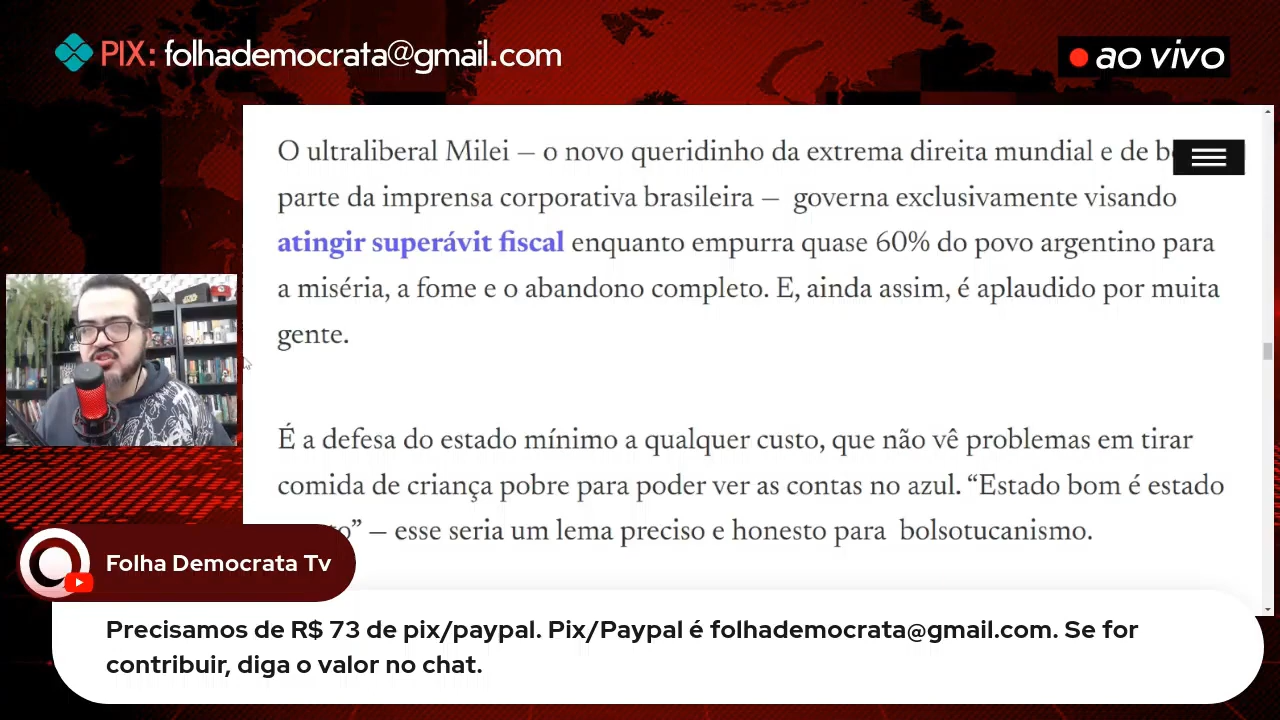 PIX: folhademocrata@gmail.com
ao vivo
O ultraliberal Milei — o novo queridinho da extrema direita mundial e de
parte da imprensa corporativa brasileira — governa exclusivamente visando
atingir superávit fiscal enquanto empurra quase 60% do povo argentino para
a miséria, a fome e o abandono completo. E, ainda assim, é aplaudido por muita
gente.
É a defesa do estado mínimo a qualquer custo, que não vê problemas em tirar
comida de criança pobre para poder ver as contas no azul. “Estado bom é estado
” — esse seria um lema preciso e honesto para bolsotucanismo.
Folha Democrata Tv
Precisamos de R$ 73 de pix/paypal. Pix/Paypal é folhademocrata@gmail.com. Se for
contribuir, diga o valor no chat.